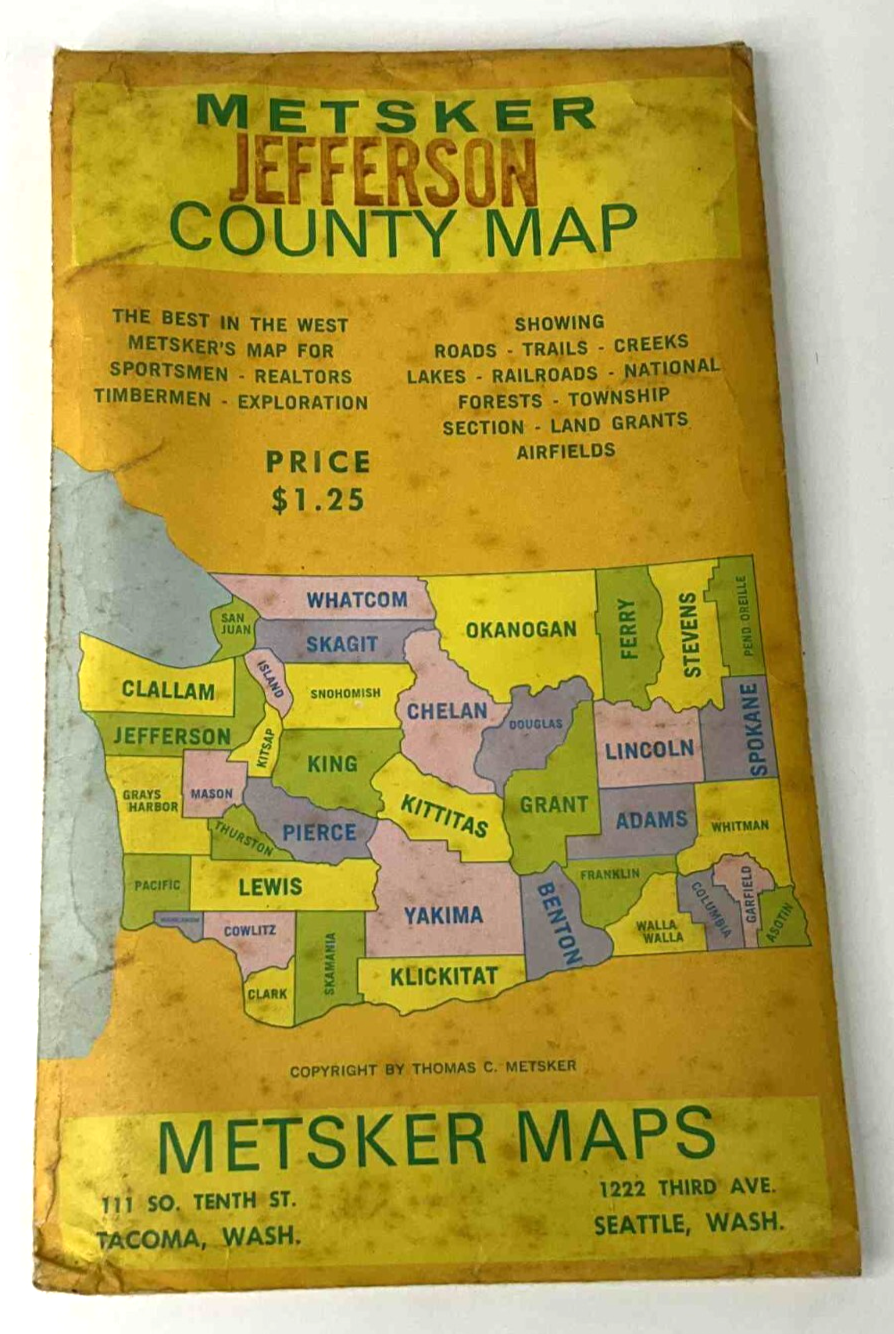 METSKER
JEFFERSON
COUNTY MAP
THE BEST IN THE WEST
METSKER'S MAP FOR
SPORTSMEN - REALTORS
TIMBERMEN - EXPLORATION
SHOWING
ROADS - TRAILS - CREEKS
LAKES - RAILROADS - NATIONAL
FORESTS - TOWNSHIP
SECTION - LAND GRANTS
AIRFIELDS
PRICE
$1.25
WHATCOM
SAN
JUAN
SKAGIT
OKANOGAN
FERRY
STEVENS
PEND OREILLE
CLALLAM
ISLAND
SNOHOMISH
CHELAN
DOUGLAS
JEFFERSON
KITSAP
KING
LINCOLN
SPOKANE
GRAYS
HARBOR
MASON
KITTITAS
GRANT
ADAMS
WHITMAN
THURSTON
PIERCE
PACIFIC
LEWIS
YAKIMA
BENTON
FRANKLIN
WALLA
WALLA
COLUMBIA
GARFIELD
ASOTIN
COWLITZ
SKAMANIA
CLARK
KLICKITAT
COPYRIGHT BY THOMAS C. METSKER
METSKER MAPS
111 SO. TENTH ST.
TACOMA, WASH.
1222 THIRD AVE.
SEATTLE, WASH.